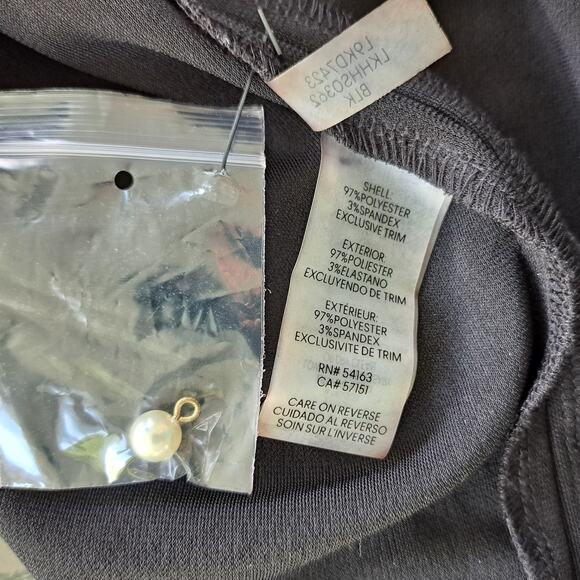 L9KD7423
LKHHS0362
BLK
SHELL:
97%POLYESTER
3%SPANDEX
EXCLUSIVE TRIM
EXTERIOR:
97%POLIESTER
3%ELASTANO
EXCLUYENDO DE TRIM
EXTÉRIEUR:
97%POLYESTER
3%SPANDEX
EXCLUSIVITE DE TRIM
RN# 54163
CA# 57151
CARE ON REVERSE
CUIDADO AL REVERSO
SOIN SUR L'INVERSE